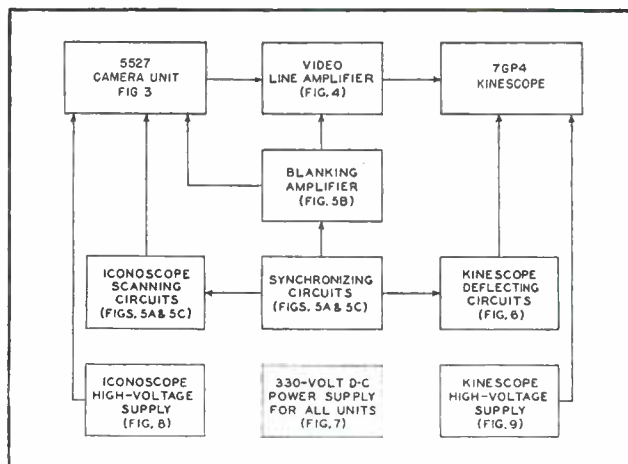 5527
CAMERA UNIT
FIG 3
VIDEO
LINE AMPLIFIER
(FIG. 4)
7GP4
KINESCOPE
BLANKING
AMPLIFIER
(FIG. 5B)
ICONOSCOPE
SCANNING
CIRCUITS
(FIGS. 5A & 5C)
SYNCHRONIZING
CIRCUITS
(FIGS. 5A & 5C)
KINESCOPE
DEFLECTING
CIRCUITS
(FIG. 6)
ICONOSCOPE
HIGH-VOLTAGE
SUPPLY
(FIG. 8)
330-VOLT D-C
POWER SUPPLY
FOR ALL UNITS
(FIG. 7)
KINESCOPE
HIGH-VOLTAGE
SUPPLY
(FIG. 9)